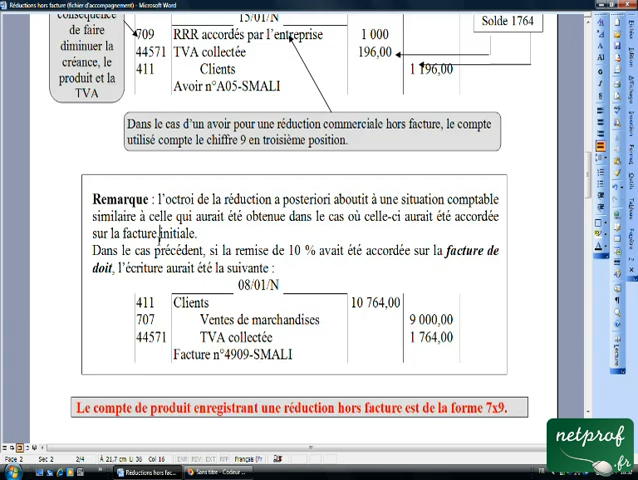 Réductions hors facture (fichier d'accompagnement) - Microsoft Word
conséquence
de faire
diminuer la
créance, le
produit et la
TVA
15/01/N
709 RRR accordés par l'entreprise 1 000
44571 TVA collectée 196,00
411 Clients 1 196,00
Avoir n°A05-SMALI
Solde 1764
Dans le cas d'un avoir pour une réduction commerciale hors facture, le compte
utilisé compte le chiffre 9 en troisième position.
Remarque : l'octroi de la réduction a posteriori aboutit à une situation comptable
similaire à celle qui aurait été obtenue dans le cas où celle-ci aurait été accordée
sur la facture initiale.
Dans le cas précédent, si la remise de 10 % avait été accordée sur la facture de
doit, l'écriture aurait été la suivante :
08/01/N
411 Clients 10 764,00
707 Ventes de marchandises 9 000,00
44571 TVA collectée 1 764,00
Facture n°4909-SMALI
Le compte de produit enregistrant une réduction hors facture est de la forme 7x9.
Page 2 Sec 2 2/4 À 21,7 cm Li 38 Col 16 ENR REV EXT RFP Français (Fr
Réductions hors fac...
Sans titre - Codeur ...
FR
netprof
.fr